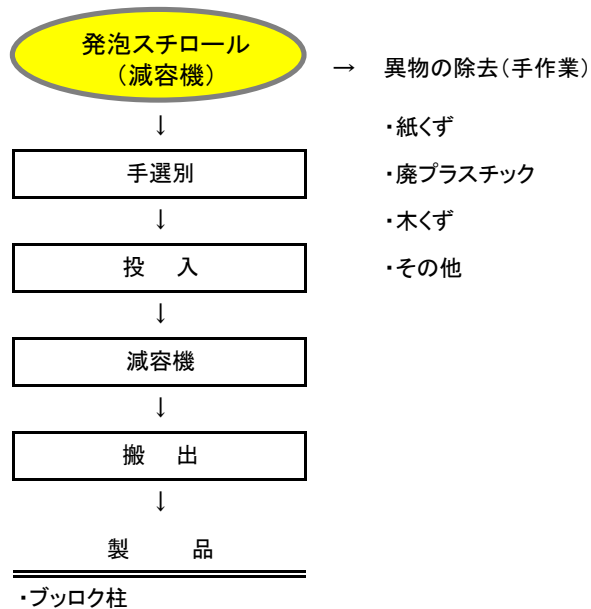 発泡スチロール
（減容機）
→ 異物の除去（手作業）
↓
・紙くず
手選別
・廃プラスチック
↓
・木くず
投　入
・その他
↓
減容機
↓
搬　出
↓
製　　品
・ブッロク柱